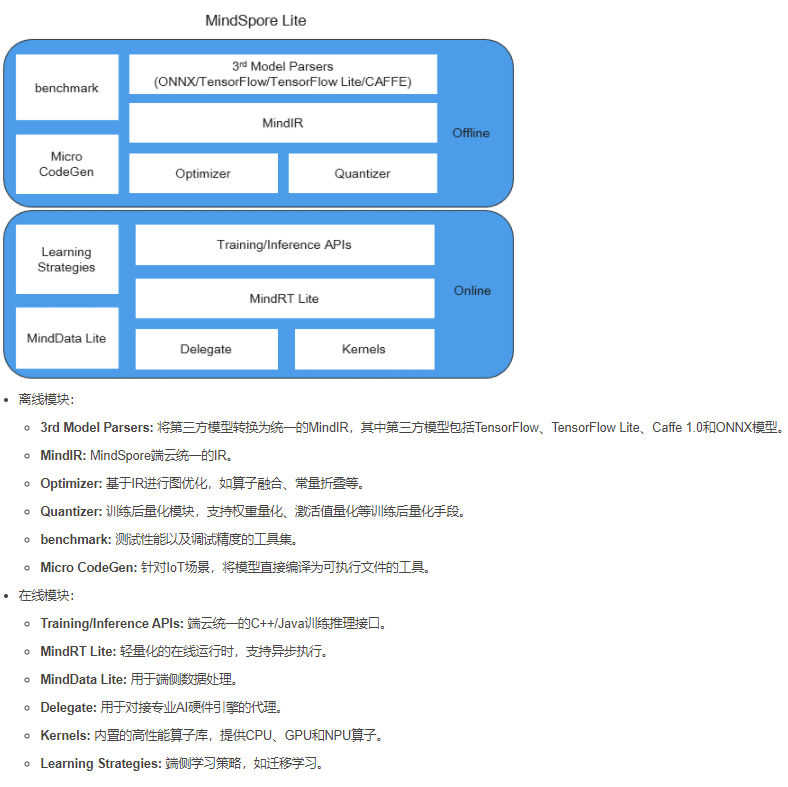 MindSpore Lite
benchmark
3rd Model Parsers
(ONNX/TensorFlow/TensorFlow Lite/CAFFE)
MindIR
Offline
Micro
CodeGen
Optimizer
Quantizer
Learning
Strategies
Training/Inference APIs
MindRT Lite
Online
MindData Lite
Delegate
Kernels
• 离线模块：
○ 3rd Model Parsers: 将第三方模型转换为统一的MindIR，其中第三方模型包括TensorFlow、TensorFlow Lite、Caffe 1.0和ONNX模型。
○ MindIR: MindSpore端云统一的IR。
○ Optimizer: 基于IR进行图优化，如算子融合、常量折叠等。
○ Quantizer: 训练后量化模块，支持权重量化、激活值量化等训练后量化手段。
○ benchmark: 测试性能以及调试精度的工具集。
○ Micro CodeGen: 针对IoT场景，将模型直接编译为可执行文件的工具。
• 在线模块：
○ Training/Inference APIs: 端云统一的C++/Java训练推理接口。
○ MindRT Lite: 轻量化的在线运行时，支持异步执行。
○ MindData Lite: 用于端侧数据处理。
○ Delegate: 用于对接专业AI硬件引擎的代理。
○ Kernels: 内置的高性能算子库，提供CPU、GPU和NPU算子。
○ Learning Strategies: 端侧学习策略，如迁移学习。